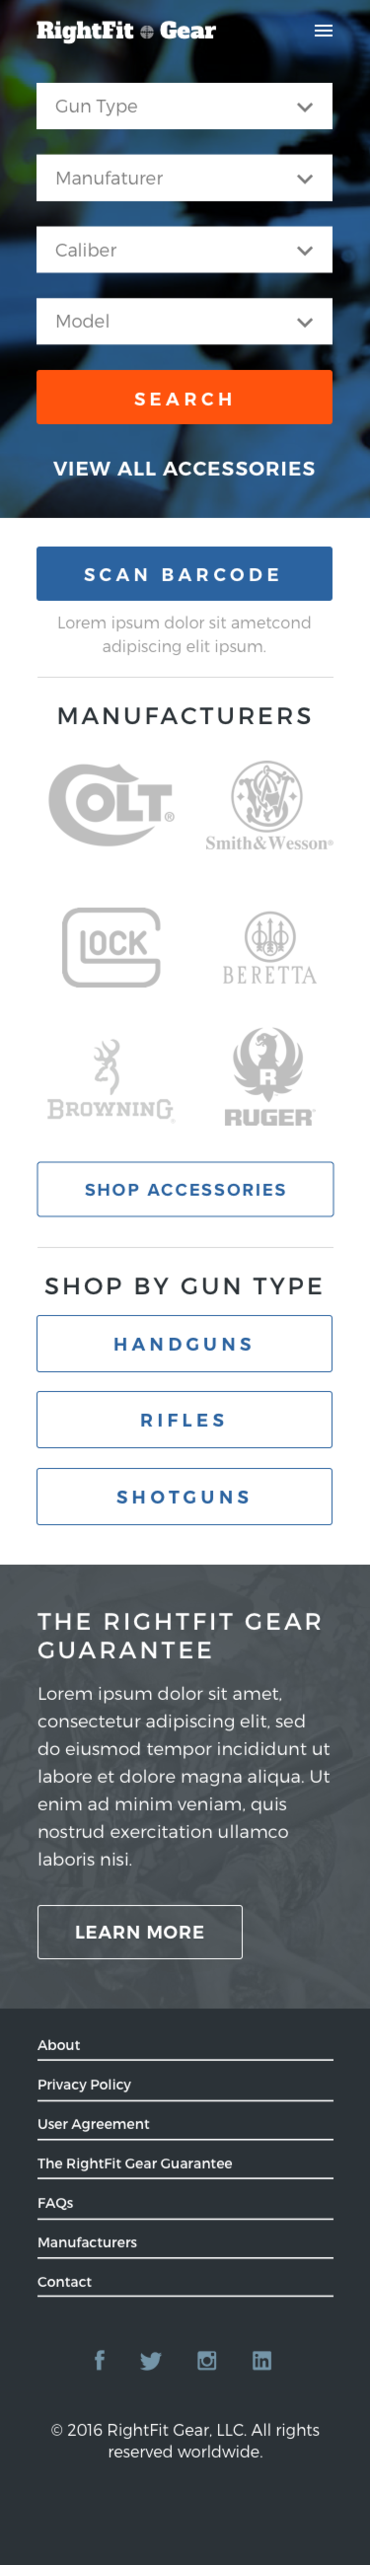 RightFit Gear
Gun Type
Manufaturer
Caliber
Model
SEARCH
VIEW ALL ACCESSORIES
SCAN BARCODE
Lorem ipsum dolor sit ametcond
adipiscing elit ipsum.
MANUFACTURERS
COLT®
Smith&Wesson®
GLOCK
BERETTA
BROWNING
R
RUGER
SHOP ACCESSORIES
SHOP BY GUN TYPE
HANDGUNS
RIFLES
SHOTGUNS
THE RIGHTFIT GEAR
GUARANTEE
Lorem ipsum dolor sit amet,
consectetur adipiscing elit, sed
do eiusmod tempor incididunt ut
labore et dolore magna aliqua. Ut
enim ad minim veniam, quis
nostrud exercitation ullamco
laboris nisi.
LEARN MORE
About
Privacy Policy
User Agreement
The RightFit Gear Guarantee
FAQs
Manufacturers
Contact
© 2016 RightFit Gear, LLC. All rights
reserved worldwide.